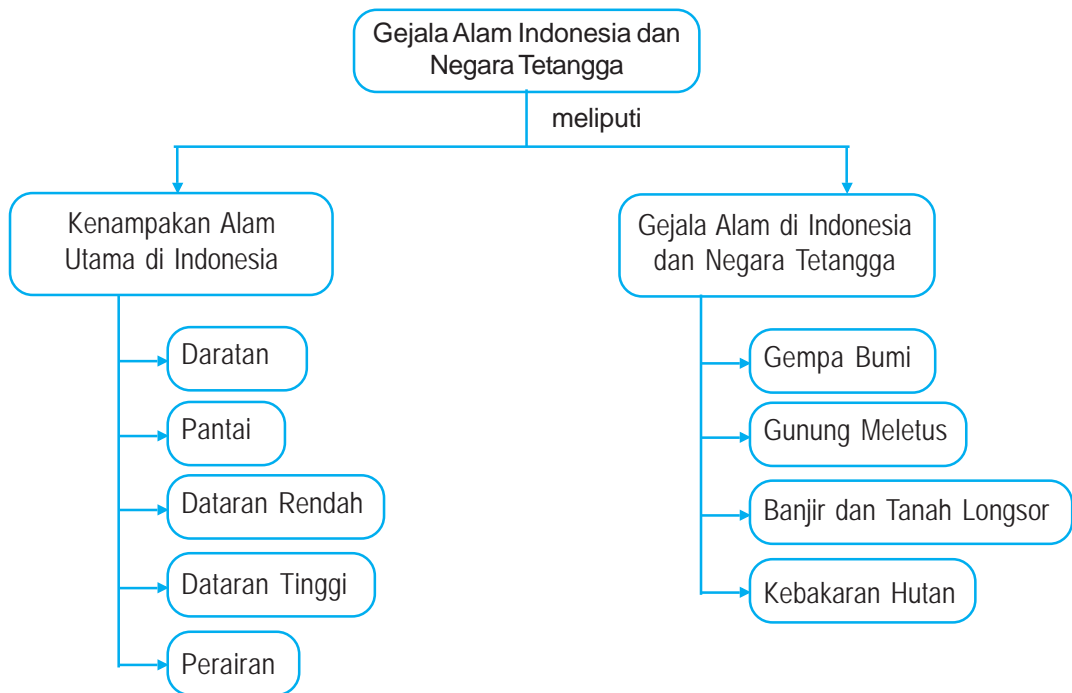 Gejala Alam Indonesia dan
Negara Tetangga
meliputi
Kenampakan Alam
Utama di Indonesia
Daratan
Pantai
Dataran Rendah
Dataran Tinggi
Perairan
Gejala Alam di Indonesia
dan Negara Tetangga
Gempa Bumi
Gunung Meletus
Banjir dan Tanah Longsor
Kebakaran Hutan